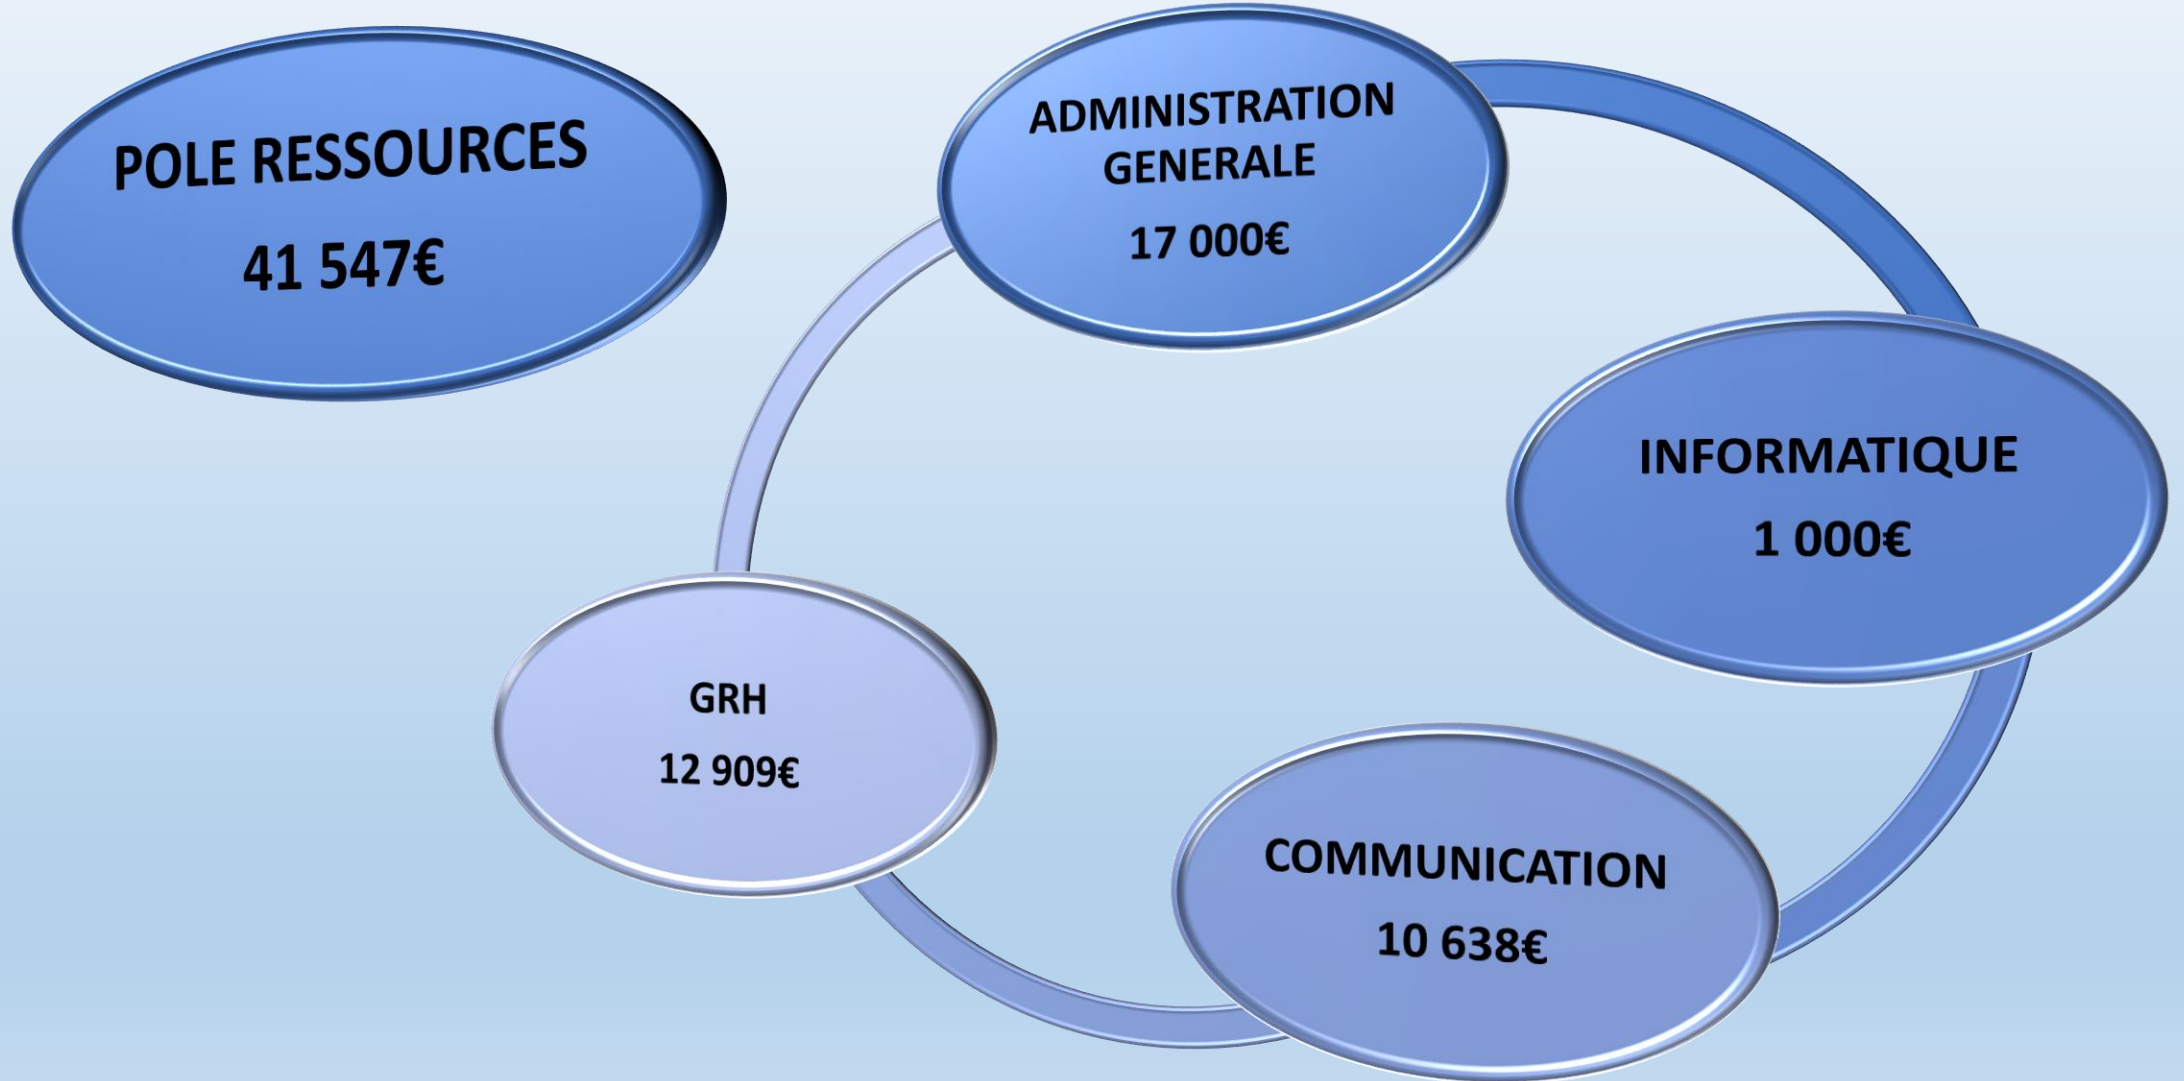 POLE RESSOURCES
41 547€
ADMINISTRATION
GENERALE
17 000€
INFORMATIQUE
1 000€
COMMUNICATION
10 638€
GRH
12 909€